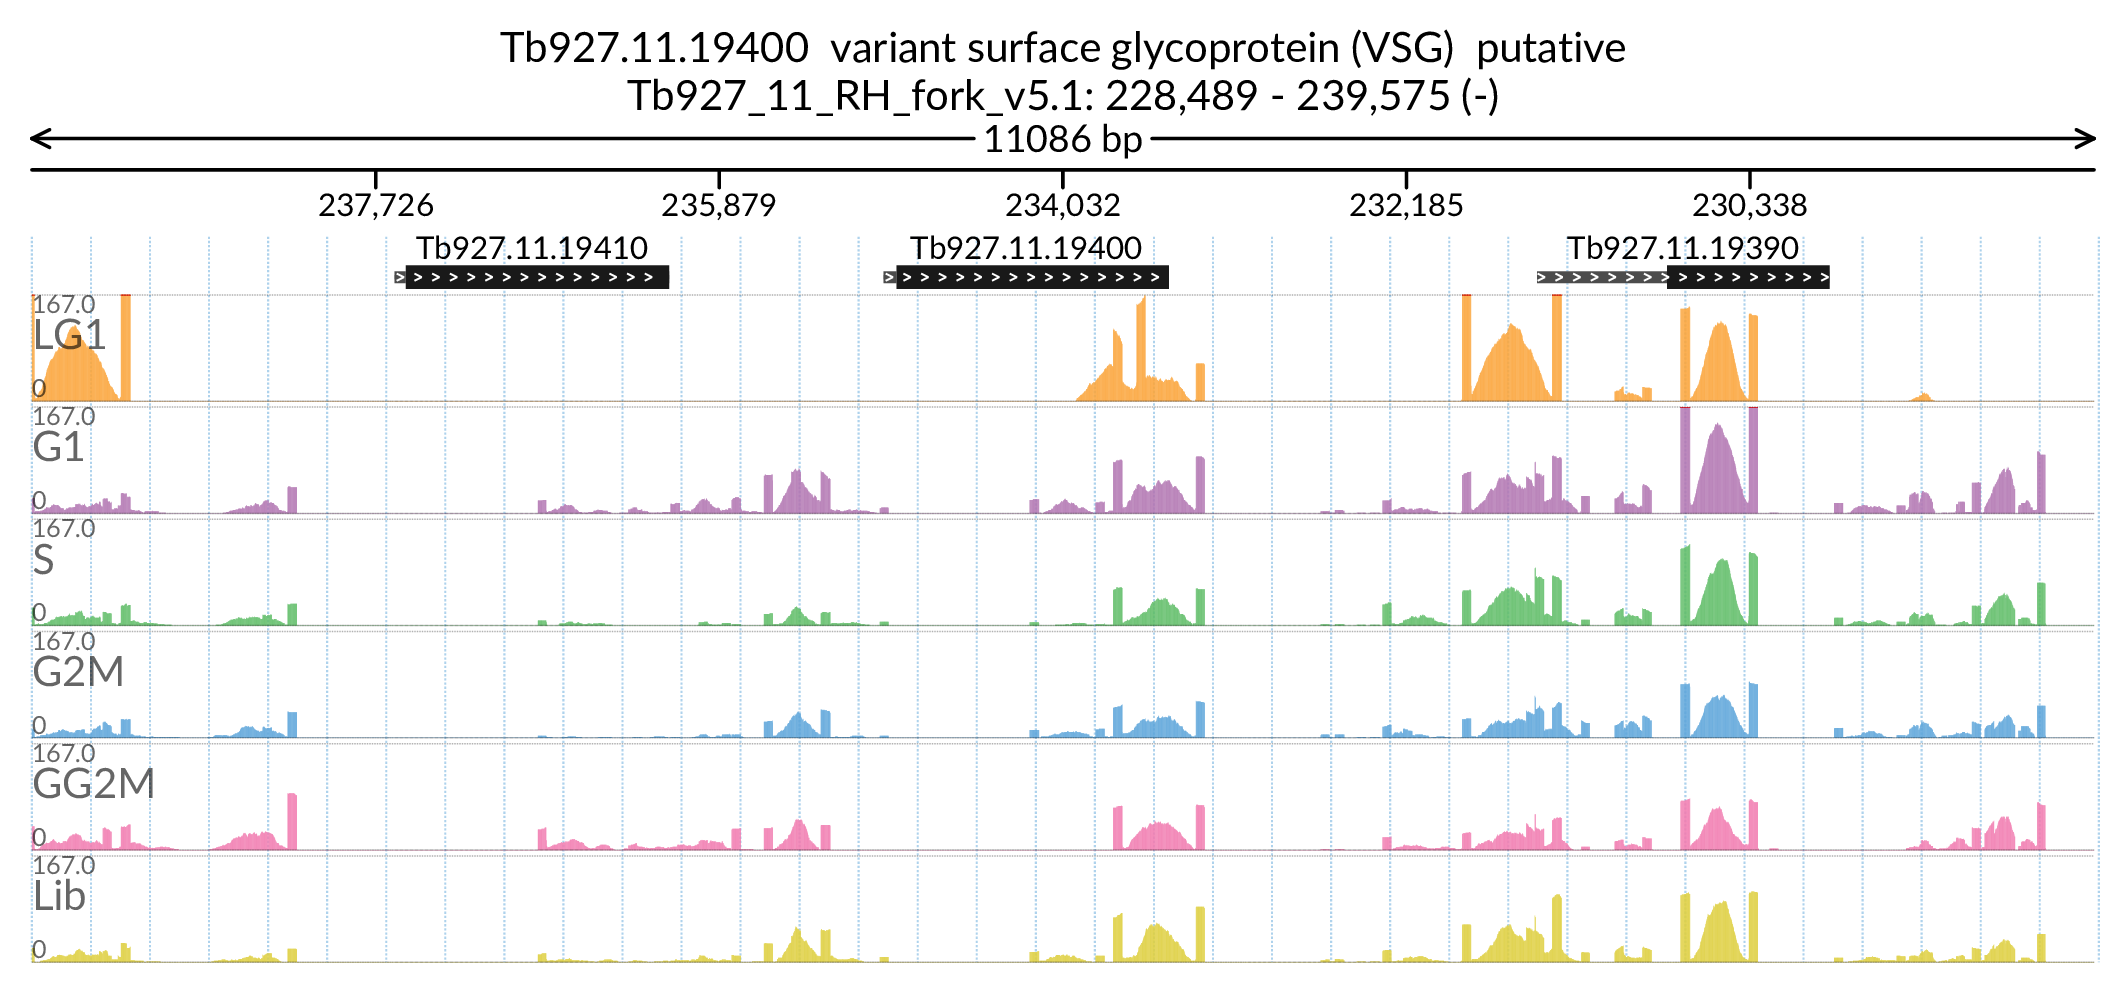 Tb927.11.19400 variant surface glycoprotein (VSG) putative
Tb927_11_RH_fork_v5.1: 228,489 - 239,575 (-)
11086 bp
237,726 235,879 234,032 232,185 230,338
Tb927.11.19410 Tb927.11.19400 Tb927.11.19390
167.0
LG1
0
167.0
G1
0
167.0
S
0
167.0
G2M
0
167.0
GG2M
0
167.0
Lib
0